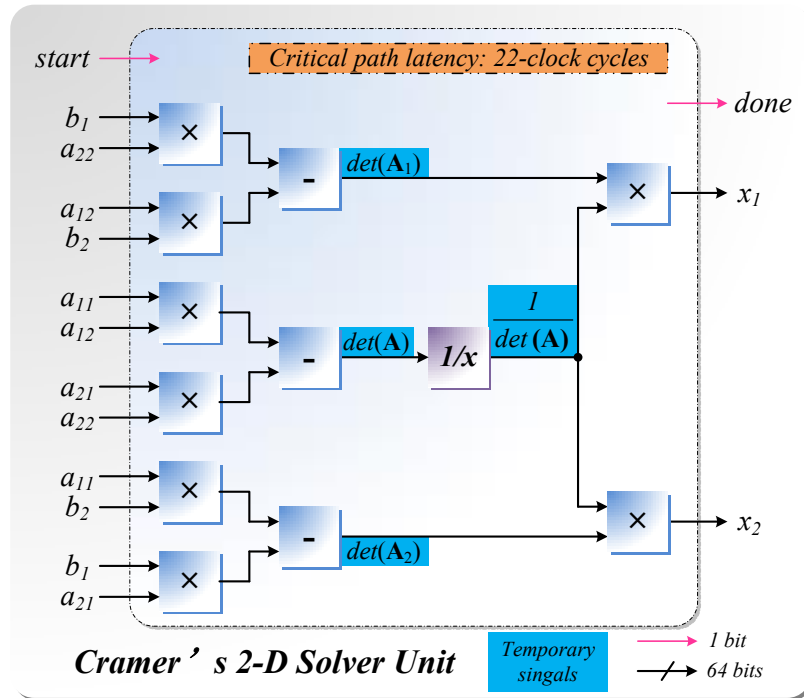 start
Critical path latency: 22-clock cycles
done
b1
a22
×
-
det(A1)
×
x1
a12
b2
×
a11
a12
×
-
det(A)
1/x
1
det (A)
a21
a22
×
a11
b2
×
-
det(A2)
×
x2
b1
a21
×
Cramer’s 2-D Solver Unit
Temporary
singals
1 bit
64 bits